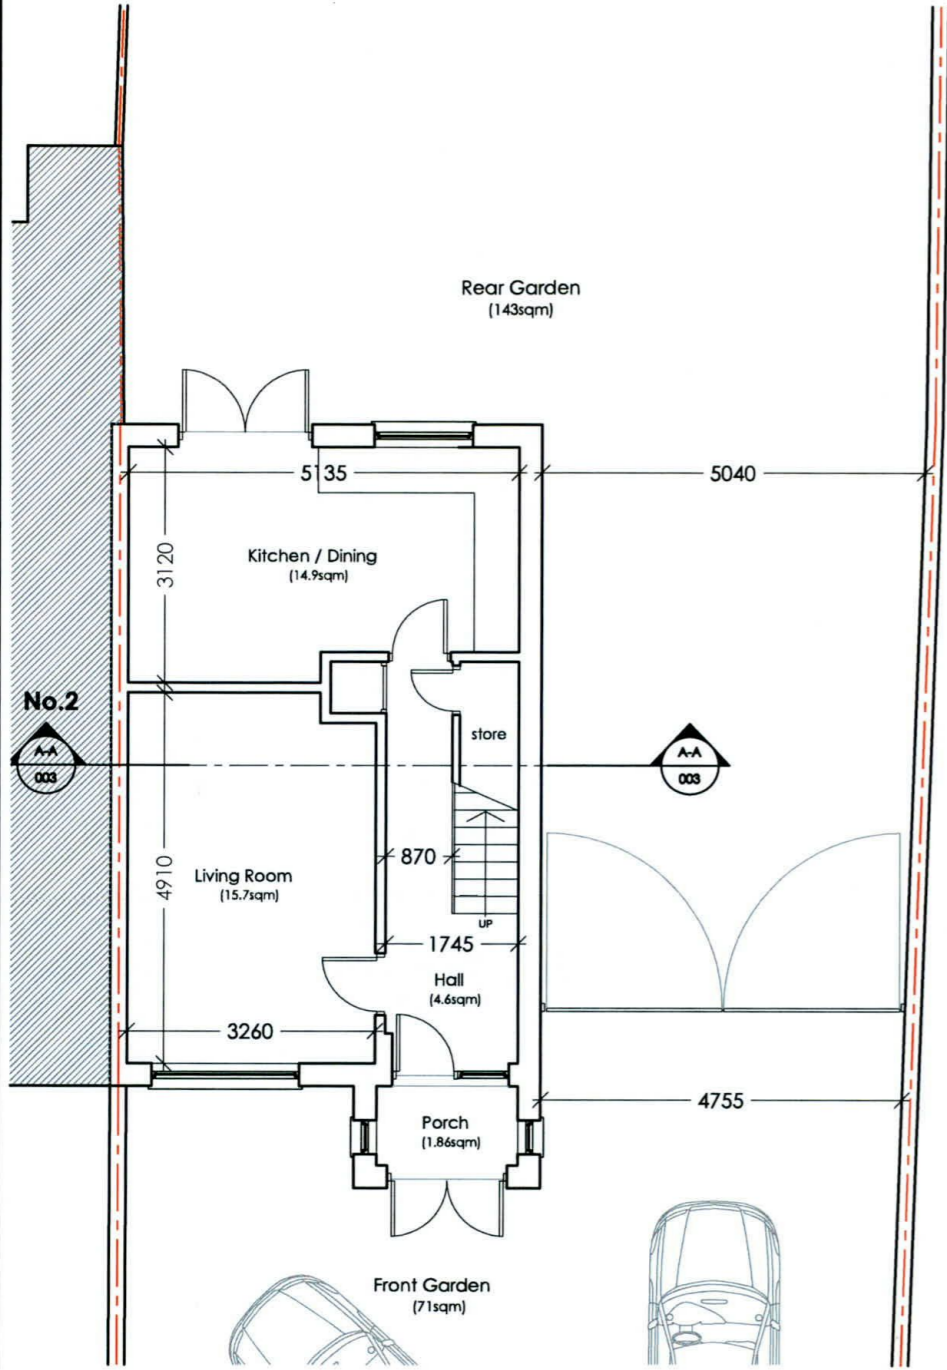 Rear Garden
(143sqm)
5135
5040
3120
Kitchen / Dining
(14.9sqm)
No.2
store
A-A
003
A-A
003
870
4910
Living Room
(15.7sqm)
UP
1745
Hall
(4.6sqm)
3260
4755
Porch
(1.86sqm)
Front Garden
(71sqm)